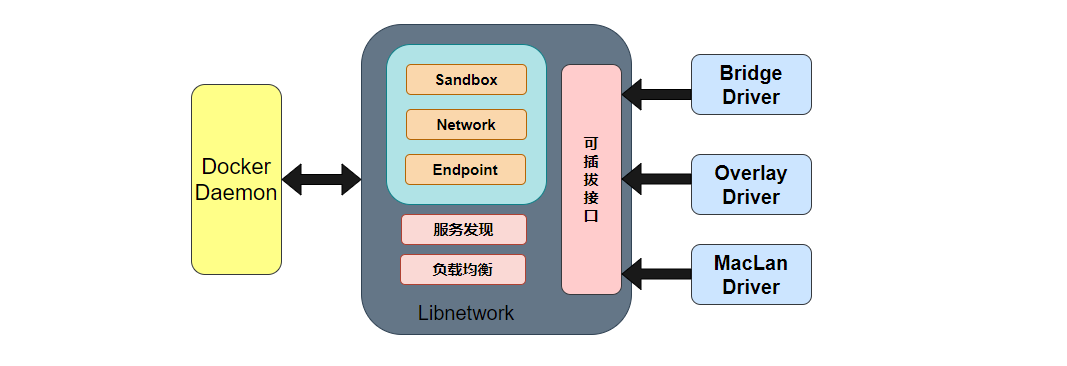 Docker
Daemon
Sandbox
Network
Endpoint
服务发现
负载均衡
Libnetwork
可
插
拔
接
口
Bridge
Driver
Overlay
Driver
MacLan
Driver